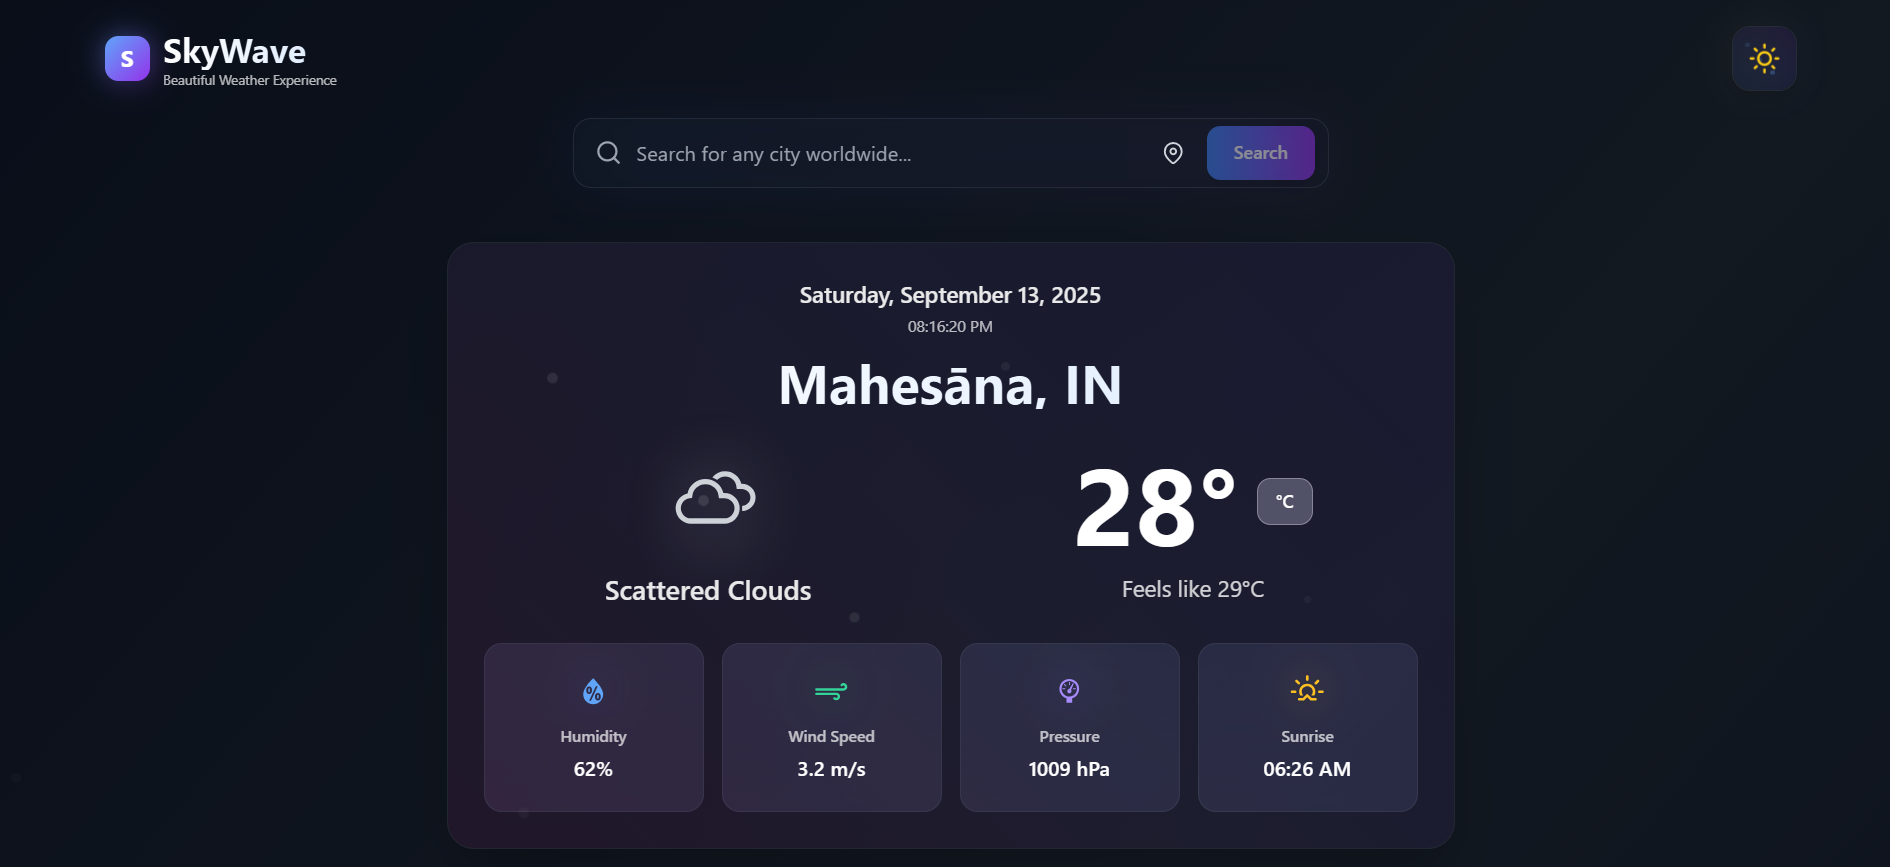 S
SkyWave
Beautiful Weather Experience
Search for any city worldwide...
Search
Saturday, September 13, 2025
08:16:20 PM
Mahesāna, IN
28°
°C
Scattered Clouds
Feels like 29°C
%
Humidity
62%
Wind Speed
3.2 m/s
Pressure
1009 hPa
Sunrise
06:26 AM